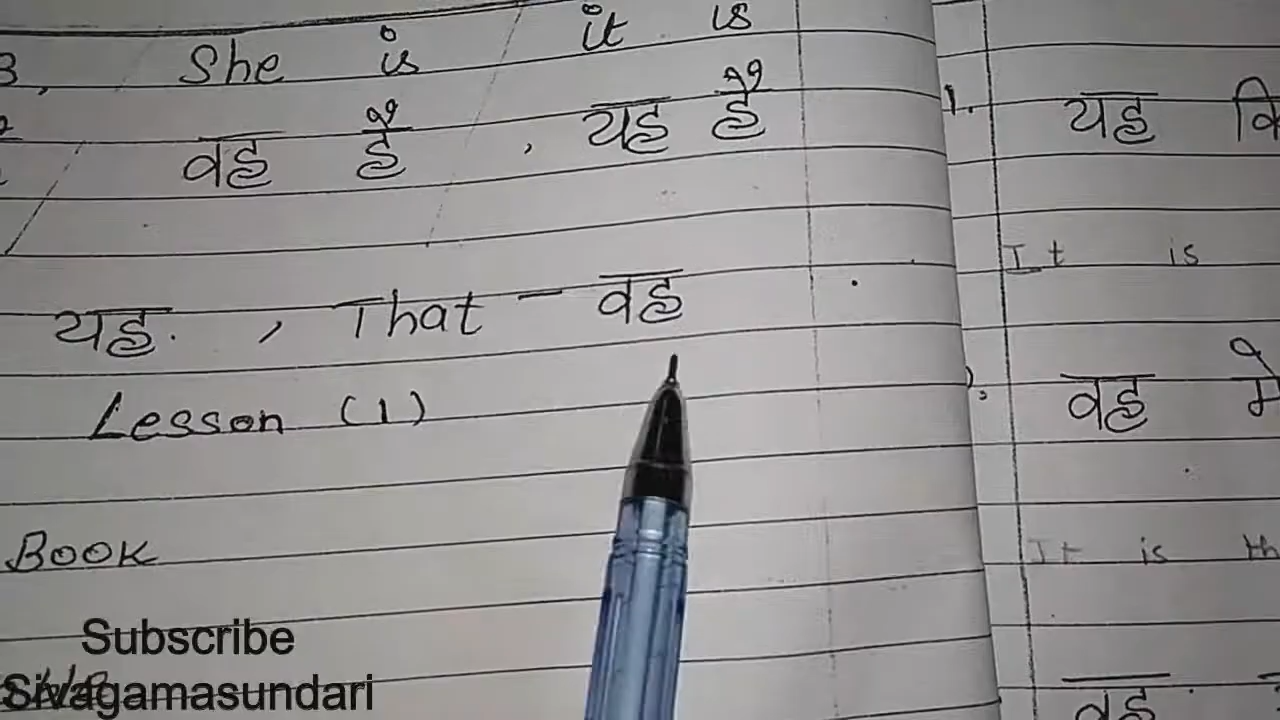 3. She is it is
वह है , यह है
यह. , That - वह
Lesson (1)
BOOK
1. यह
It is
वह मे
It is th
वह
Subscribe
Sivagamasundari